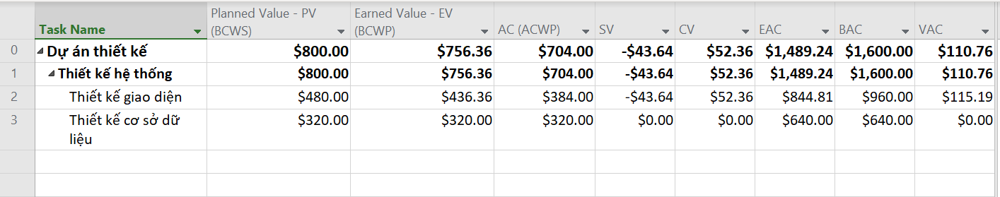 Task Name Planned Value - PV (BCWS) Earned Value - EV (BCWP) AC (ACWP) SV CV EAC BAC VAC
0 Dự án thiết kế $800.00 $756.36 $704.00 -$43.64 $52.36 $1,489.24 $1,600.00 $110.76
1 Thiết kế hệ thống $800.00 $756.36 $704.00 -$43.64 $52.36 $1,489.24 $1,600.00 $110.76
2 Thiết kế giao diện $480.00 $436.36 $384.00 -$43.64 $52.36 $844.81 $960.00 $115.19
3 Thiết kế cơ sở dữ $320.00 $320.00 $320.00 $0.00 $0.00 $640.00 $640.00 $0.00
liệu